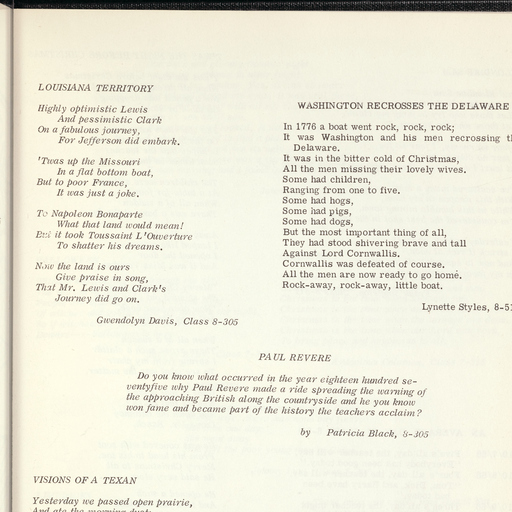 LOUISIANA TERRITORY
Highly optimistic Lewis
And pessimistic Clark
On a fabulous journey,
For Jefferson did embark.
'Twas up the Missouri
In a flat bottom boat,
But to poor France,
It was just a joke.
To Napoleon Bonaparte
What that land would mean!
But it took Toussaint L'Ouverture
To shatter his dreams.
Now the land is ours
Give praise in song,
That Mr. Lewis and Clark's
Journey did go on.
Gwendolyn Davis, Class 8-305
WASHINGTON RECROSSES THE DELAWARE
In 1776 a boat went rock, rock, rock;
It was Washington and his men recrossing
Delaware.
It was in the bitter cold of Christmas,
All the men missing their lovely wives.
Some had children,
Ranging from one to five.
Some had hogs,
Some had pigs,
Some had dogs,
But the most important thing of all,
They had stood shivering brave and tall
Against Lord Cornwallis.
Cornwallis was defeated of course.
All the men are now ready to go home.
Rock-away, rock-away, little boat.
Lynette Styles,
PAUL REVERE
Do you know what occurred in the year eighteen hundred se-
ventyfive why Paul Revere made a ride spreading the warning of
the approaching British along the countryside and he you know
won fame and became part of the history the teachers acclaim?
by Patricia Black, 8-305
VISIONS OF A TEXAN
Yesterday we passed open prairie,
And ate the morning dust;